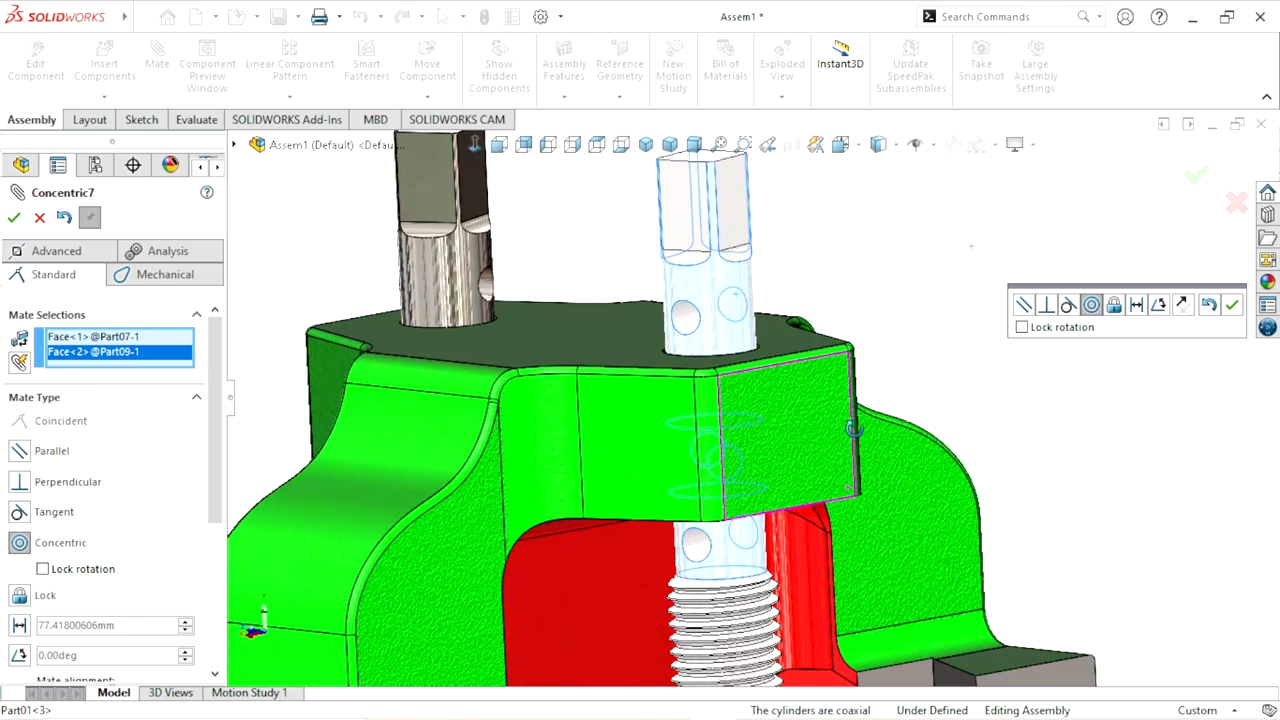 SOLIDWORKS
Assem1 *
Search Commands
Edit Component
Insert Components
Mate
Component Preview Window
Linear Component Pattern
Smart Fasteners
Move Component
Show Hidden Components
Assembly Features
Reference Geometry
New Motion Study
Bill of Materials
Exploded View
Instant3D
Update SpeedPak Subassemblies
Take Snapshot
Large Assembly Settings
Assembly
Layout
Sketch
Evaluate
SOLIDWORKS Add-Ins
MBD
SOLIDWORKS CAM
Assem1 (Default) <Defau...
Concentric7
Advanced
Analysis
Standard
Mechanical
Mate Selections
Face<1> @Part07-1
Face<2> @Part09-1
Mate Type
Coincident
Parallel
Perpendicular
Tangent
Concentric
Lock rotation
Lock
77.41800606mm
0.00deg
Mate alignment:
Lock rotation
Model
3D Views
Motion Study 1
Part01<3>
The cylinders are coaxial
Under Defined
Editing Assembly
Custom